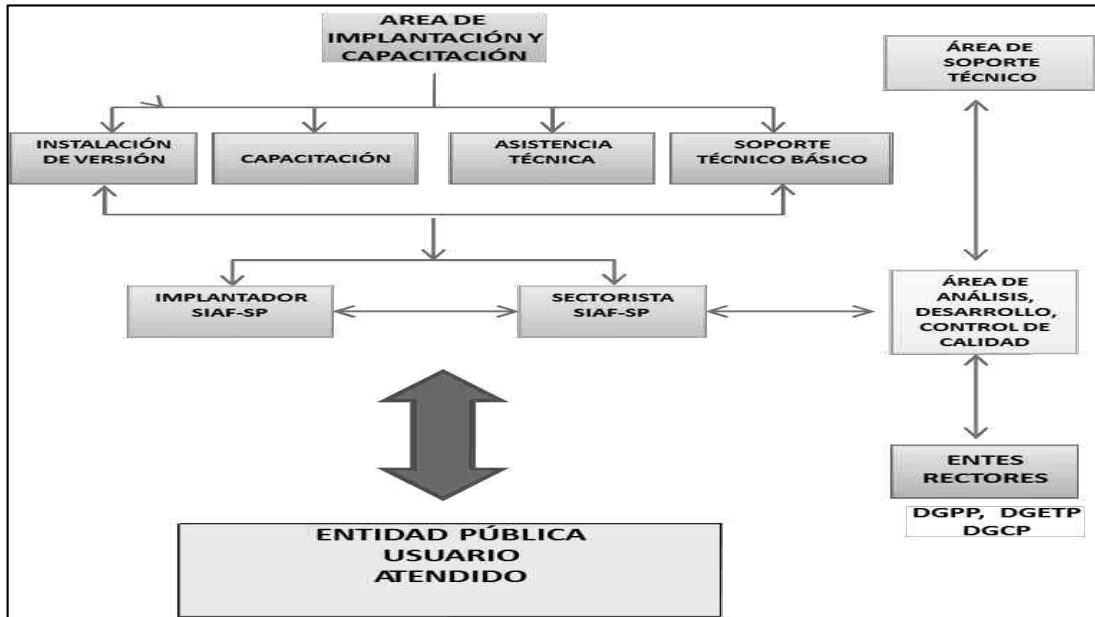 AREA DE
IMPLANTACIÓN Y
CAPACITACIÓN
ÁREA DE
SOPORTE
TÉCNICO
INSTALACIÓN
DE VERSIÓN
CAPACITACIÓN
ASISTENCIA
TÉCNICA
SOPORTE
TÉCNICO BÁSICO
IMPLANTADOR
SIAF-SP
SECTORISTA
SIAF-SP
ÁREA DE
ANÁLISIS,
DESARROLLO,
CONTROL DE
CALIDAD
ENTES
RECTORES
DGPP, DGETP
DGCP
ENTIDAD PÚBLICA
USUARIO
ATENDIDO